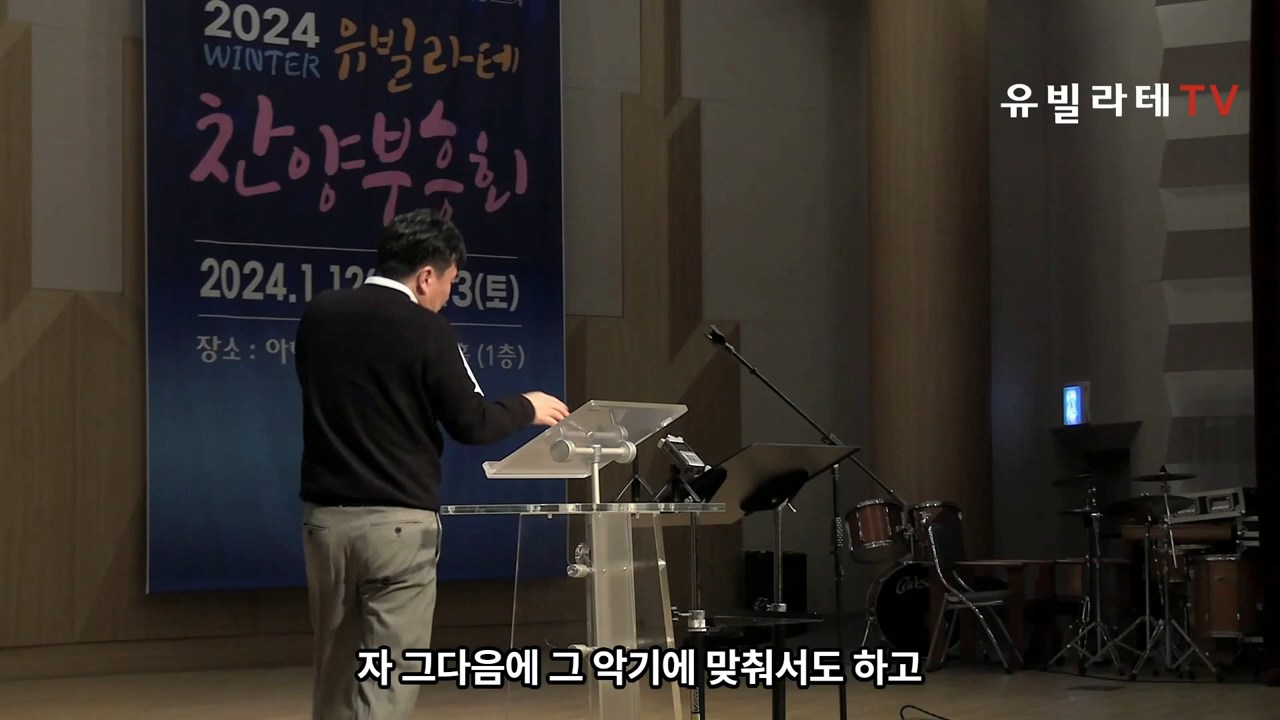 2024
WINTER 유빌라테
유빌라테TV
찬양부흥회
2024.1.12 3(토)
장소 : (1층)
자 그다음에 그 악기에 맞춰서도 하고